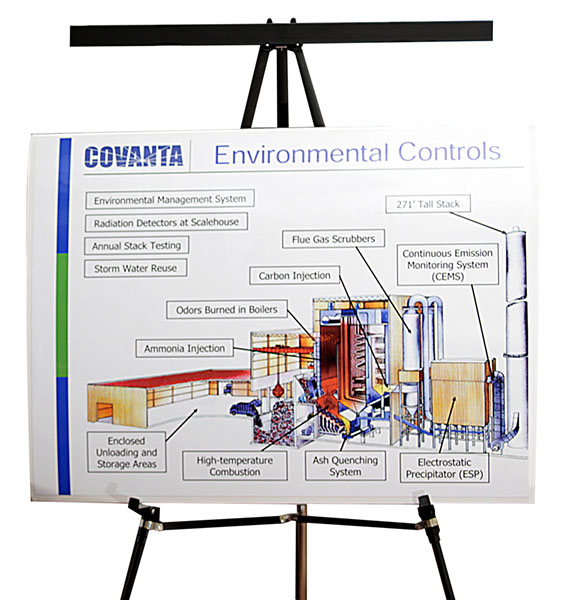 COVANTA
Environmental Controls
Environmental Management System
Radiation Detectors at Scalehouse
Annual Stack Testing
Storm Water Reuse
271' Tall Stack
Flue Gas Scrubbers
Continuous Emission
Monitoring System
(CEMS)
Carbon Injection
Odors Burned in Boilers
Ammonia Injection
Enclosed
Unloading and
Storage Areas
High-temperature
Combustion
Ash Quenching
System
Electrostatic
Precipitator (ESP)